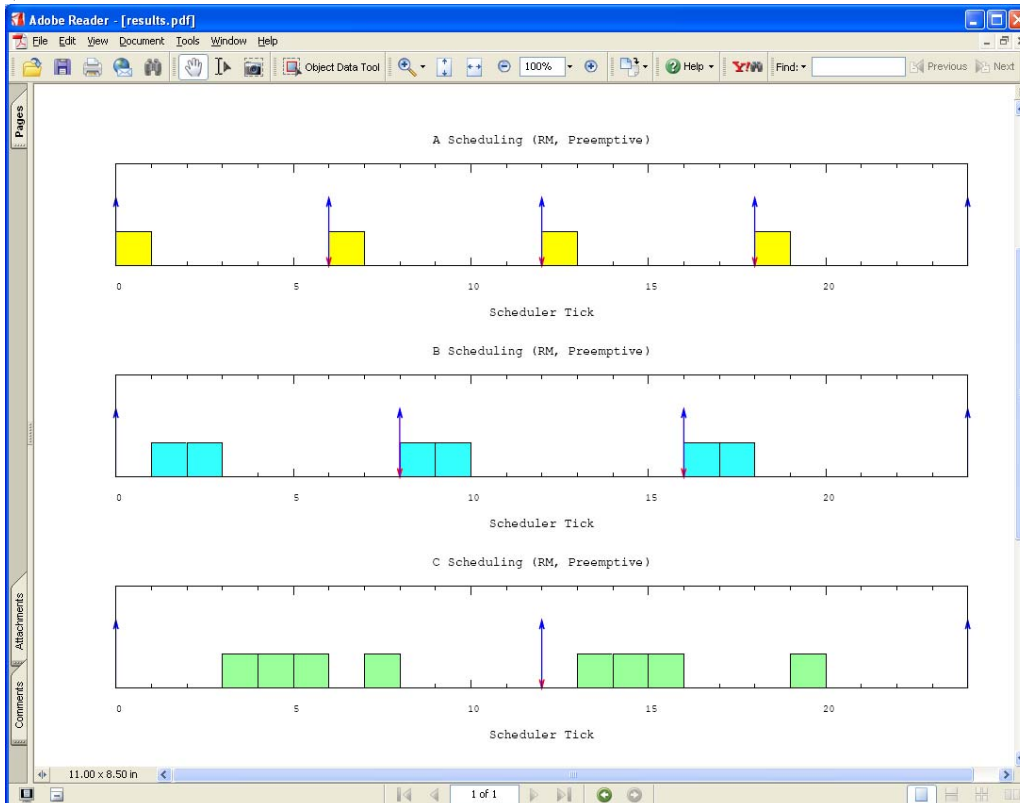 Adobe Reader - [results.pdf]
File Edit View Document Tools Window Help
Object Data Tool 100% Help Y! Find: Previous Next
Pages
Attachments
Comments
A Scheduling (RM, Preemptive)
0 5 10 15 20
Scheduler Tick
B Scheduling (RM, Preemptive)
0 5 10 15 20
Scheduler Tick
C Scheduling (RM, Preemptive)
0 5 10 15 20
Scheduler Tick
11.00 x 8.50 in
1 of 1